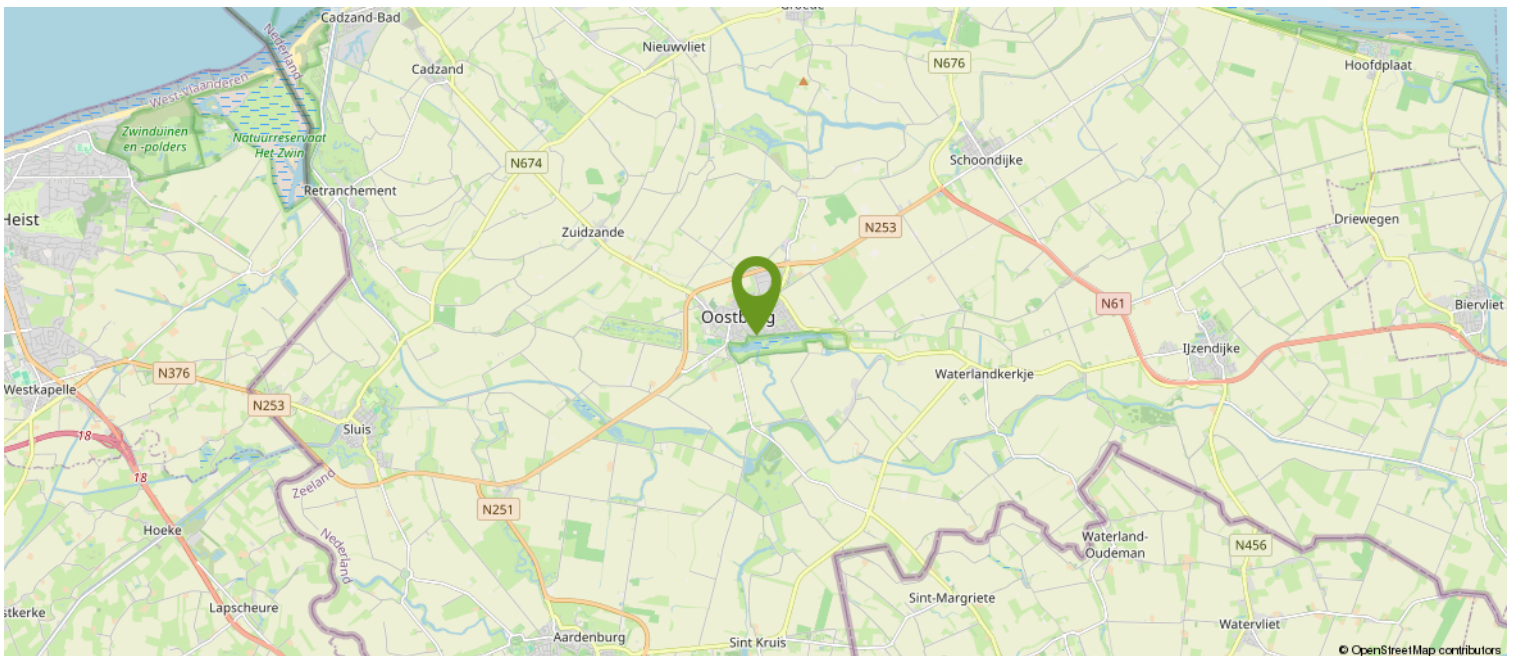 Cadzand-Bad
Groede
Nieuwvliet
Nederland
N676
Hoofdplaat
Cadzand
West-Vlaanderen
Zwinduinen
en -polders
Natuurreservaat
Het Zwin
N674
Schoondijke
Retranchement
Heist
Driewegen
Zuidzande
N253
N61
Biervliet
Oostburg
IJzendijke
N376
Waterlandkerkje
Westkapelle
N253
Sluis
18
18
Zeeland
N251
Hoeke
Nederland
Waterland-
Oudeman
N456
Lapscheure
Sint-Margriete
stkerke
Watervliet
Aardenburg
Sint Kruis
© OpenStreetMap contributors